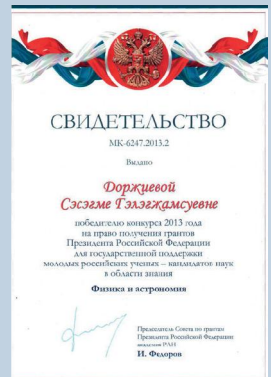 СВИДЕТЕЛЬСТВО
МК-6247.2013.2
Выдано
Доржиевой
Сэсэгме Гэлэгжамсуевне
победителю конкурса 2013 года
на право получения грантов
Президента Российской Федерации
для государственной поддержки
молодых российских ученых – кандидатов наук
в области знания
Физика и астрономия
Председатель Совета по грантам
Президента Российской Федерации
академик РАН
И. Федоров